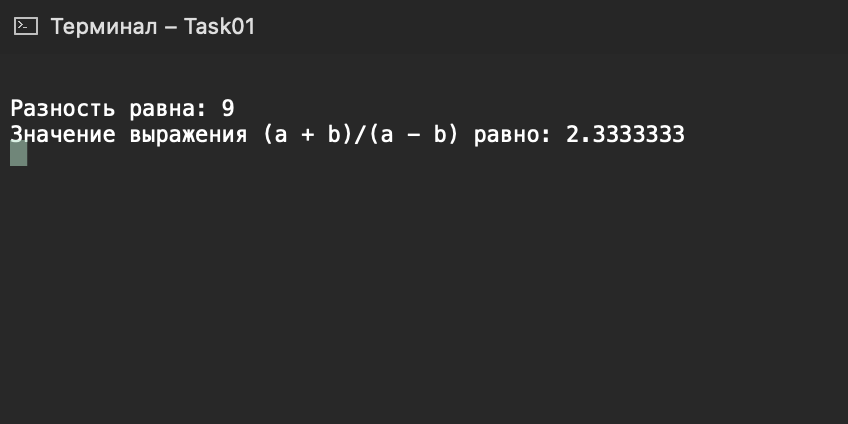 Терминал – Task01
Разность равна: 9
Значение выражения (a + b)/(a - b) равно: 2.3333333